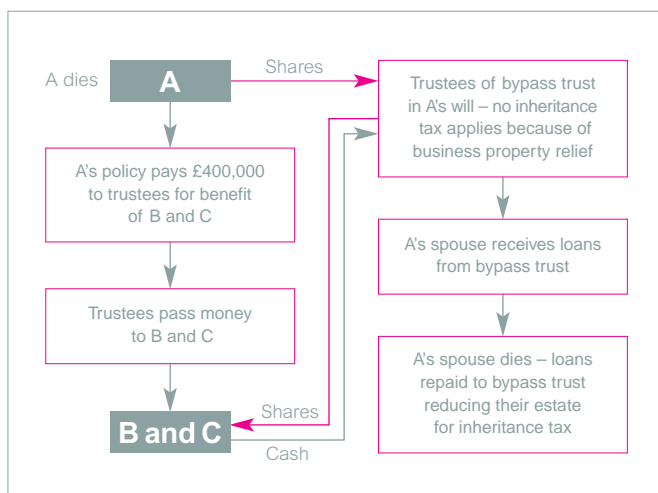 A dies
A
Shares
A's policy pays £400,000
to trustees for benefit
of B and C
Trustees pass money
to B and C
B and C
Shares
Cash
Trustees of bypass trust
in A's will – no inheritance
tax applies because of
business property relief
A's spouse receives loans
from bypass trust
A's spouse dies – loans
repaid to bypass trust
reducing their estate
for inheritance tax